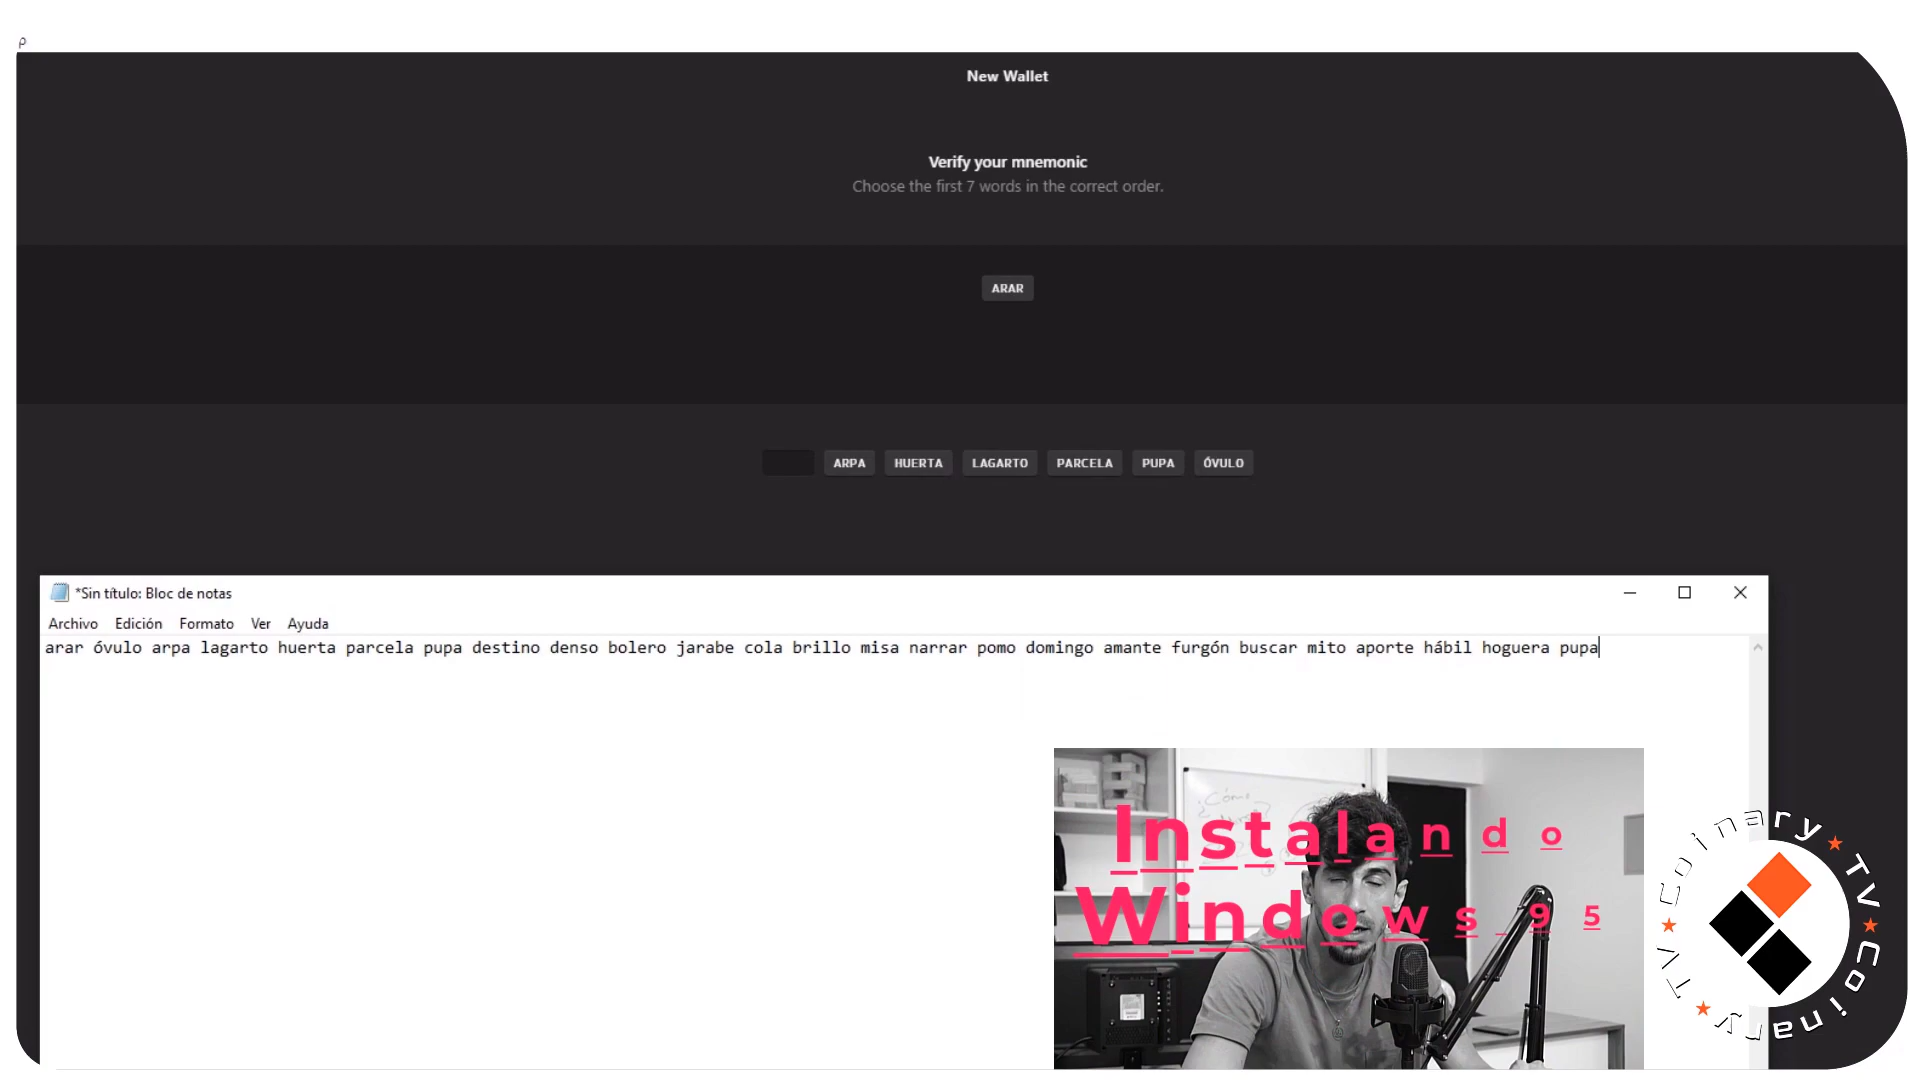 New Wallet
Verify your mnemonic
Choose the first 7 words in the correct order.
ARAR
ARPA HUERTA LAGARTO PARCELA PUPA ÓVULO
*Sin título: Bloc de notas
Archivo Edición Formato Ver Ayuda
arar óvulo arpa lagarto huerta parcela pupa destino denso bolero jarabe cola brillo misa narrar pomo domingo amante furgón buscar mito aporte hábil hoguera pupa
Instalando
Windows_95
Coinary TV ★ Coinary TV ★